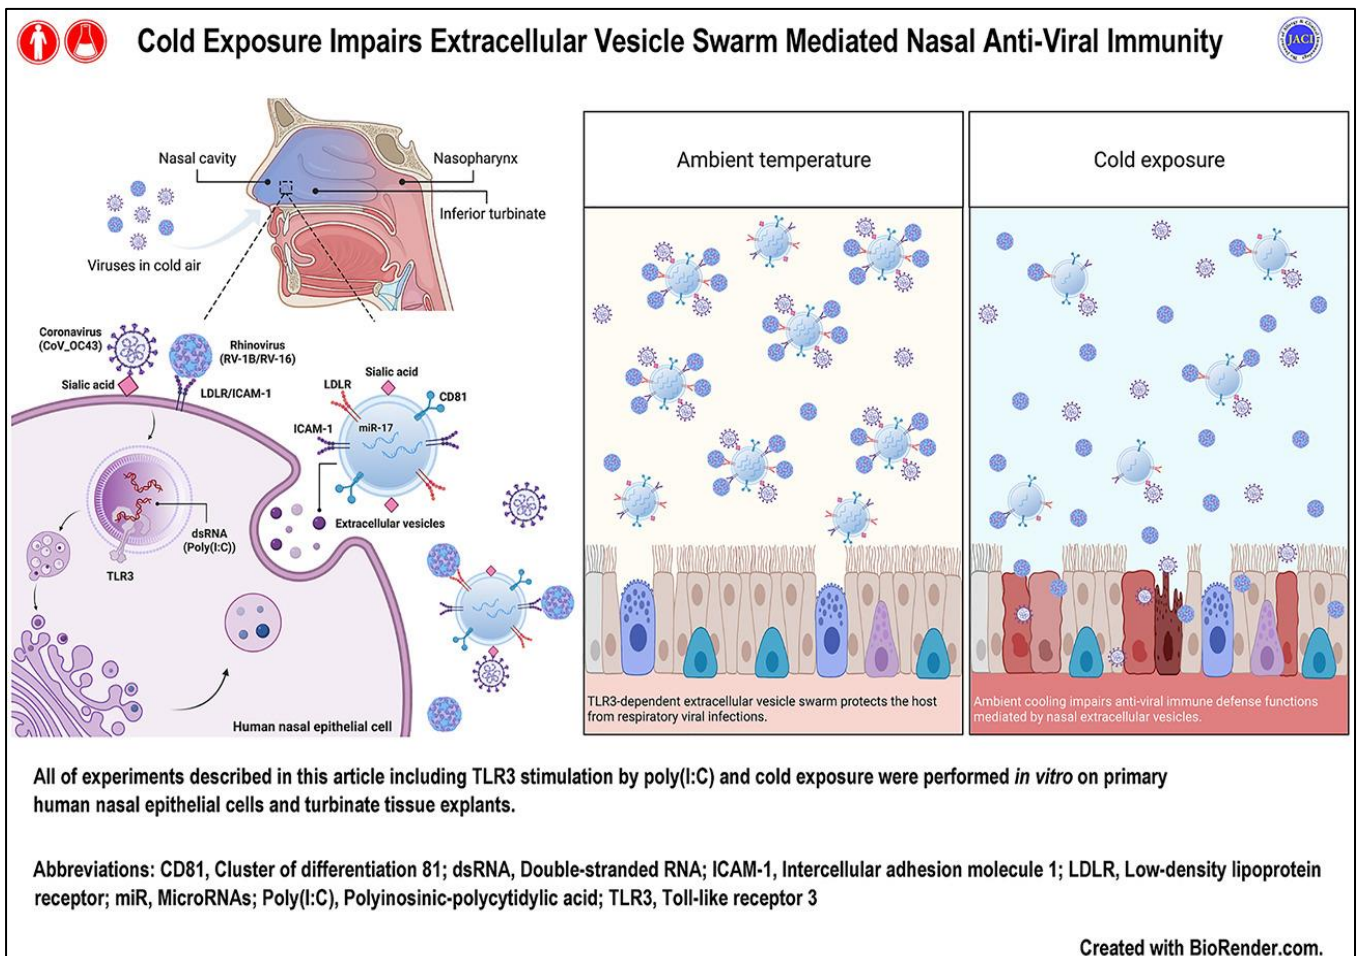 Cold Exposure Impairs Extracellular Vesicle Swarm Mediated Nasal Anti-Viral Immunity
JACI
Nasal cavity
Nasopharynx
Inferior turbinate
Viruses in cold air
Coronavirus
(CoV_OC43)
Rhinovirus
(RV-1B/RV-16)
Sialic acid
LDLR/ICAM-1
LDLR
Sialic acid
CD81
ICAM-1
miR-17
Extracellular vesicles
dsRNA
(Poly(I:C))
TLR3
Human nasal epithelial cell
Ambient temperature
TLR3-dependent extracellular vesicle swarm protects the host
from respiratory viral infections.
Cold exposure
Ambient cooling impairs anti-viral immune defense functions
mediated by nasal extracellular vesicles.
All of experiments described in this article including TLR3 stimulation by poly(I:C) and cold exposure were performed in vitro on primary
human nasal epithelial cells and turbinate tissue explants.
Abbreviations: CD81, Cluster of differentiation 81; dsRNA, Double-stranded RNA; ICAM-1, Intercellular adhesion molecule 1; LDLR, Low-density lipoprotein
receptor; miR, MicroRNAs; Poly(I:C), Polyinosinic-polycytidylic acid; TLR3, Toll-like receptor 3
Created with BioRender.com.